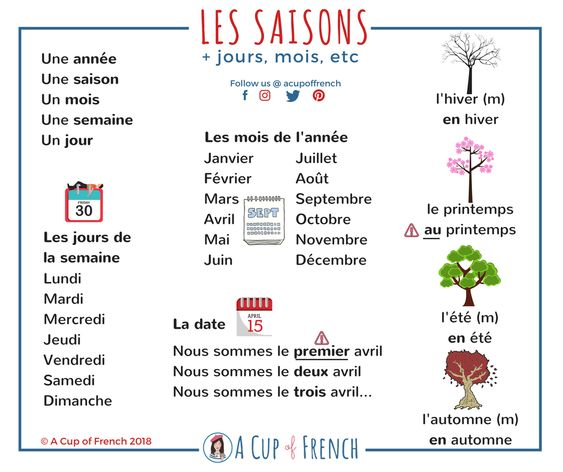 LES SAISONS
+ jours, mois, etc
Follow us @ acupoffrench
Une année
Une saison
Un mois
Une semaine
Un jour
FRIDAY
30
Les jours de
la semaine
Lundi
Mardi
Mercredi
Jeudi
Vendredi
Samedi
Dimanche
Les mois de l'année
Janvier
Février
Mars
Avril
Mai
Juin
SEPT
Juillet
Août
Septembre
Octobre
Novembre
Décembre
La date
APRIL
15
Nous sommes le premier avril
Nous sommes le deux avril
Nous sommes le trois avril...
l'hiver (m)
en hiver
le printemps
au printemps
l'été (m)
en été
l'automne (m)
en automne
© A Cup of French 2018
A CUP of FRENCH